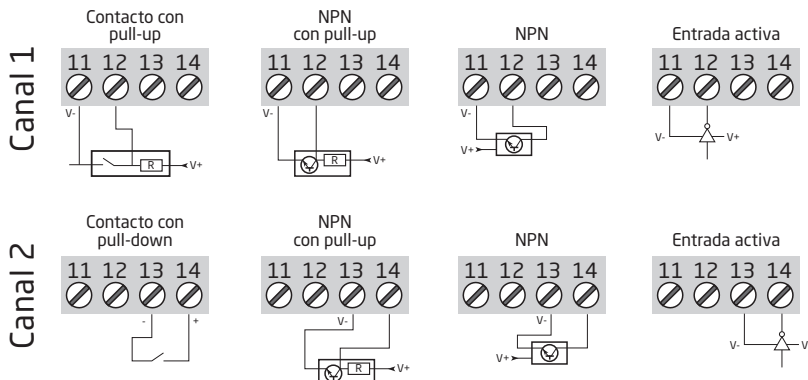 Canal 1
Contacto con
pull-up
11 12 13 14
V-
R
V+
NPN
con pull-up
11 12 13 14
V-
R
V+
NPN
11 12 13 14
V-
V+
Entrada activa
11 12 13 14
V-
V+
Canal 2
Contacto con
pull-down
11 12 13 14
-
+
NPN
con pull-up
11 12 13 14
V-
R
V+
NPN
11 12 13 14
V-
V+
Entrada activa
11 12 13 14
V-
V